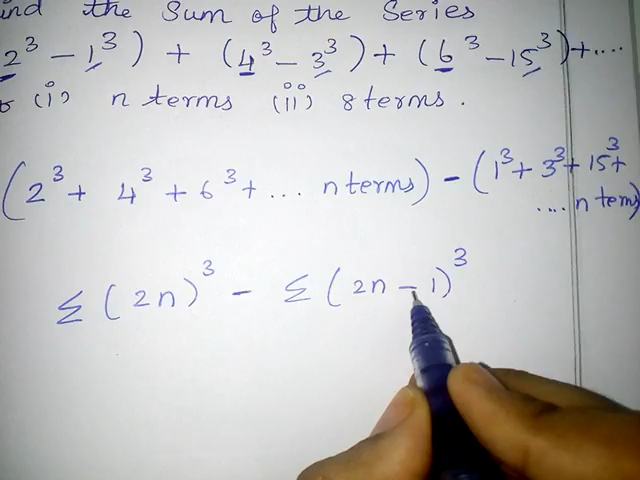 ind the Sum of the Series
2³ - 1³) + (4³ - 3³) + (6³ - 15³) + ....
o (i) n terms (ii) 8 terms.
(2³ + 4³ + 6³ + ... n terms) - (1³ + 3³ + 15³ +
.... n term)
Σ (2n)³ - Σ (2n - 1)³